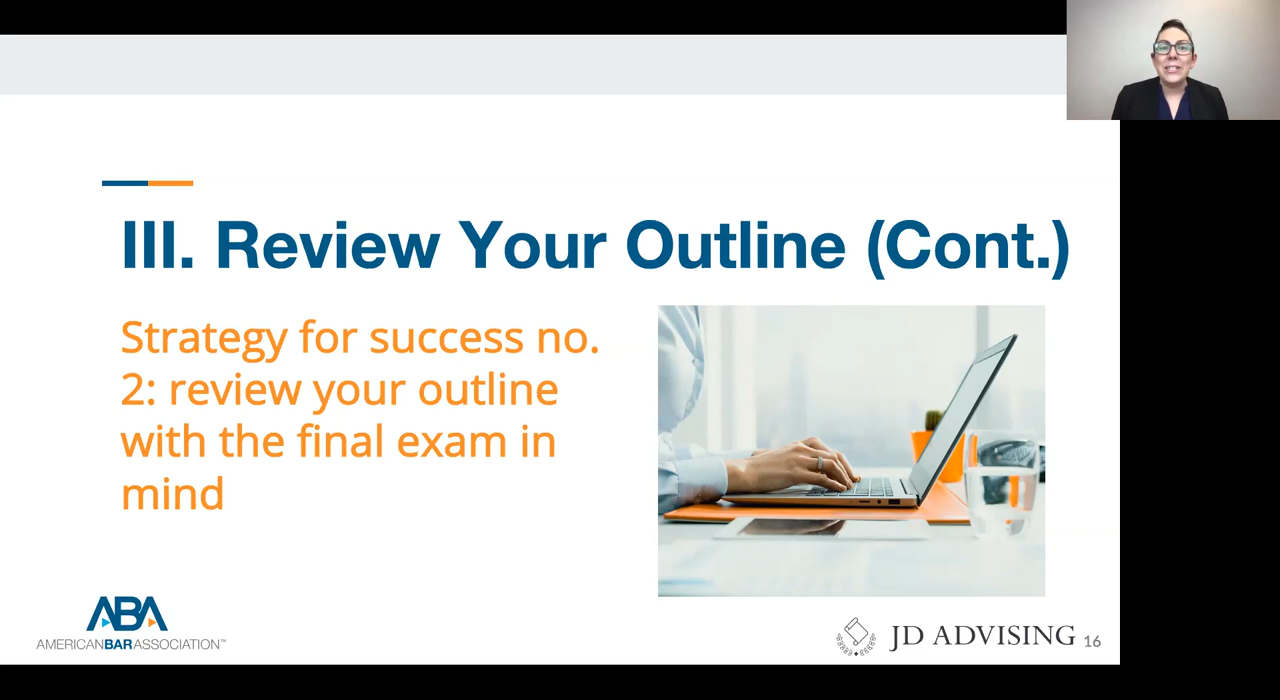 III. Review Your Outline (Cont.)
Strategy for success no.
2: review your outline
with the final exam in
mind
ABA
AMERICANBARASSOCIATION™
JD ADVISING 16